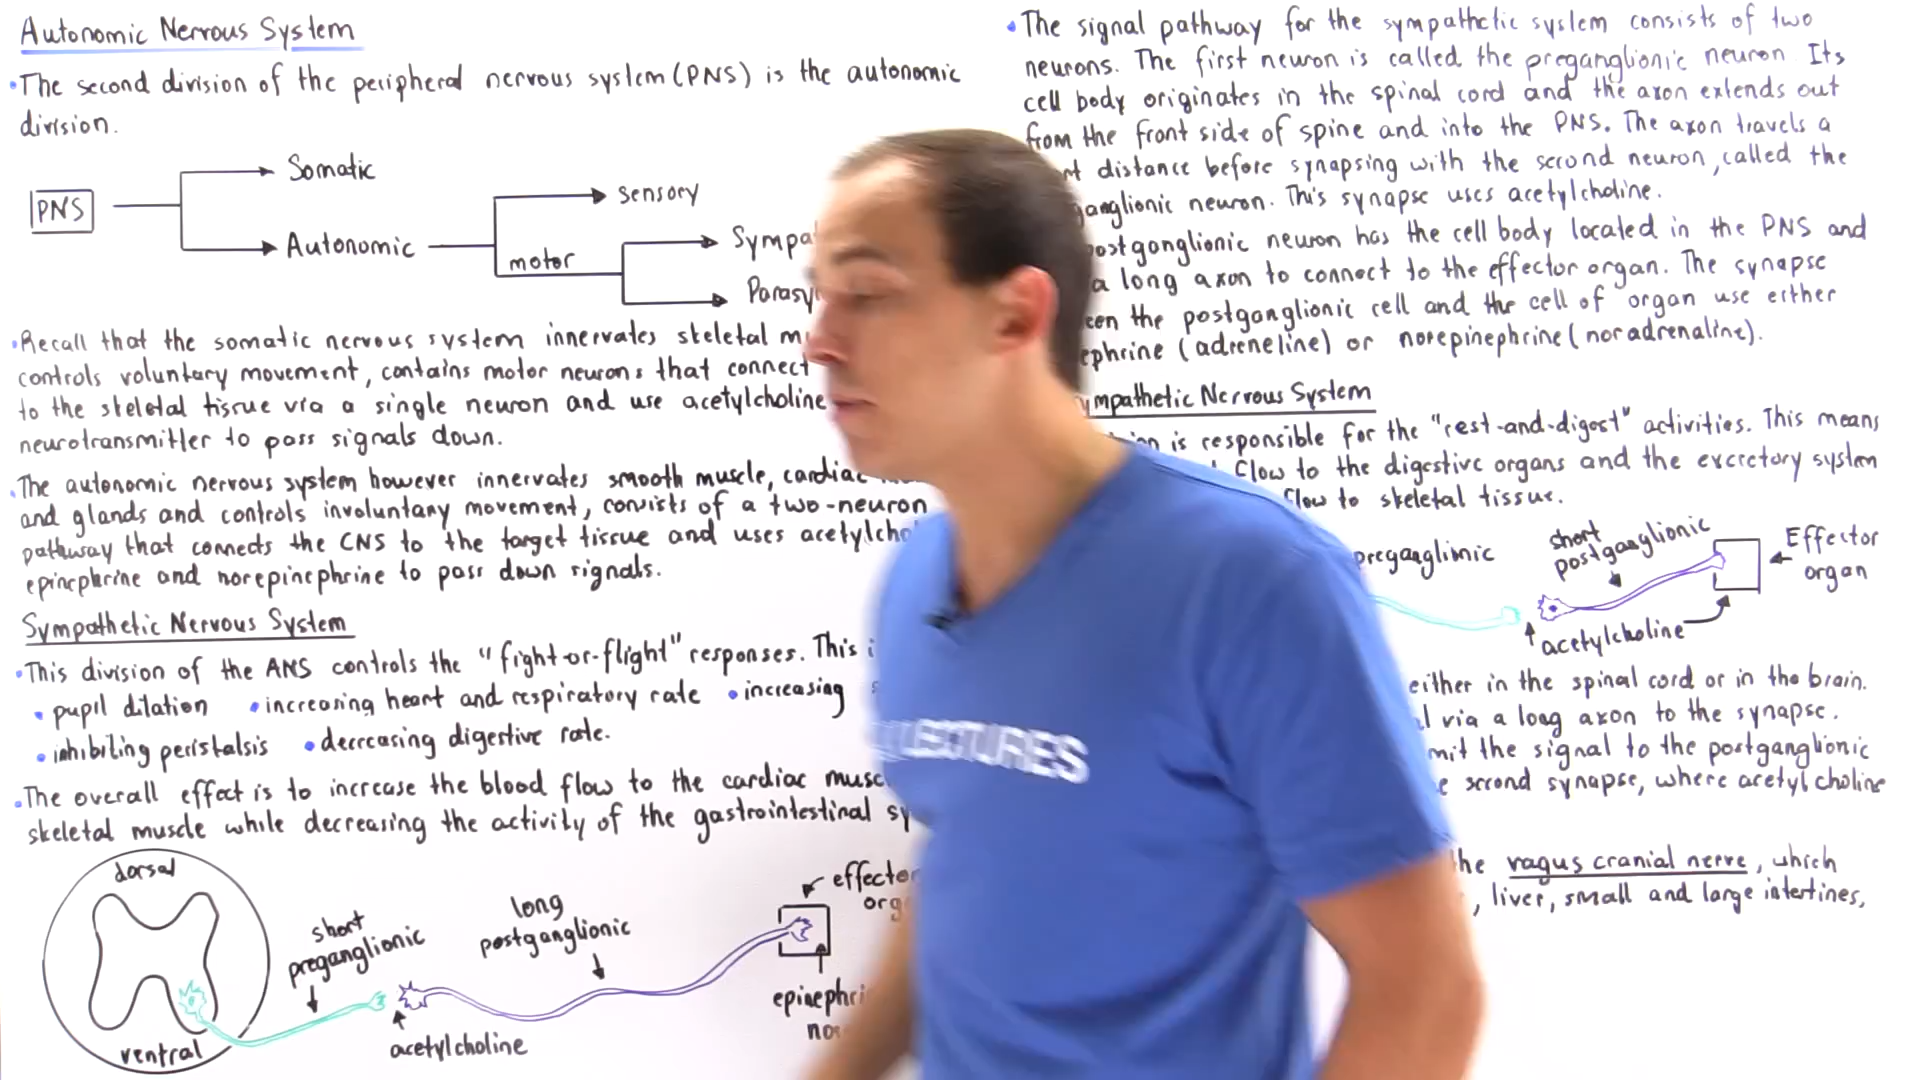 Autonomic Nervous System
•The second division of the peripheral nervous system (PNS) is the autonomic
division.
PNS
Somatic
Autonomic
sensory
motor
•Recall that the somatic nervous system innervates skeletal
controls voluntary movement, contains motor neurons that connect
to the skeletal tissue via a single neuron and use acetylcholine
neurotransmitter to pass signals down.
•The autonomic nervous system however innervates smooth muscle, cardiac
and glands and controls involuntary movement, consists of a two-neuron
pathway that connects the CNS to the target tissue and uses
epinephrine and norepinephrine to pass down signals.
Sympathetic Nervous System
•This division of the ANS controls the "fight-or-flight" responses. This
•pupil dilation •increasing heart and respiratory rate •increasing
•inhibiting peristalsis •decreasing digestive rate.
•The overall effect is to increase the blood flow to the cardiac
skeletal muscle while decreasing the activity of the gastrointestinal
dorsal
ventral
short
preganglionic
acetylcholine
long
postganglionic
•The signal pathway for the sympathetic system consists of two
neurons. The first neuron is called the preganglionic neuron. Its
cell body originates in the spinal cord and the axon extends out
from the front side of spine and into the PNS. The axon travels a
distance before synapsing with the second neuron, called the
neuron. This synapse uses acetylcholine.
postganglionic neuron has the cell body located in the PNS and
a long axon to connect to the effector organ. The synapse
the postganglionic cell and the cell of organ use either
(adreneline) or norepinephrine (noradrenaline).
Nervous System
is responsible for the "rest-and-digest" activities. This means
flow to the digestive organs and the excretory system
flow to skeletal tissue.
preganglionic
short
postganglionic
Effector
organ
acetylcholine
either in the spinal cord or in the brain.
via a long axon to the synapse.
the signal to the postganglionic
second synapse, where acetylcholine
the vagus cranial nerve, which
, liver, small and large intertines,
LECTURES